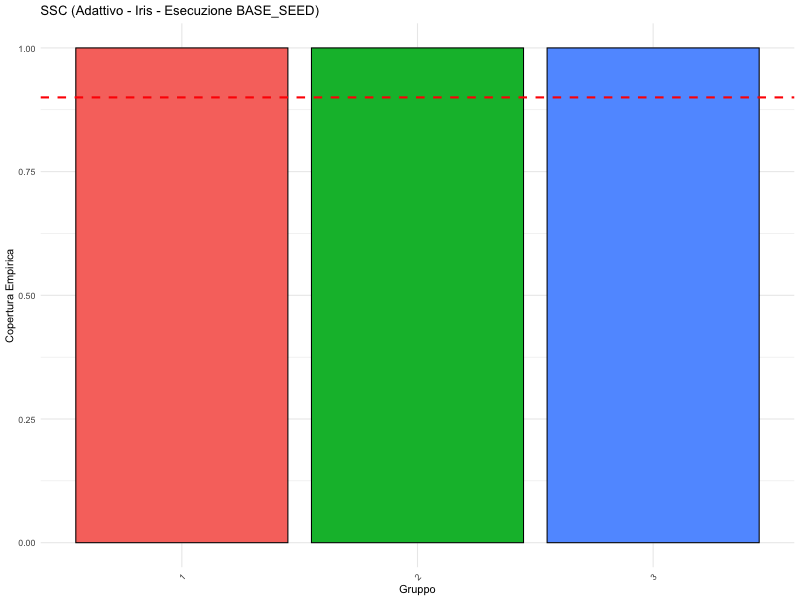 SSC (Adattivo - Iris - Esecuzione BASE_SEED)
Copertura Empirica
1.00
0.75
0.50
0.25
0.00
1
2
3
Gruppo